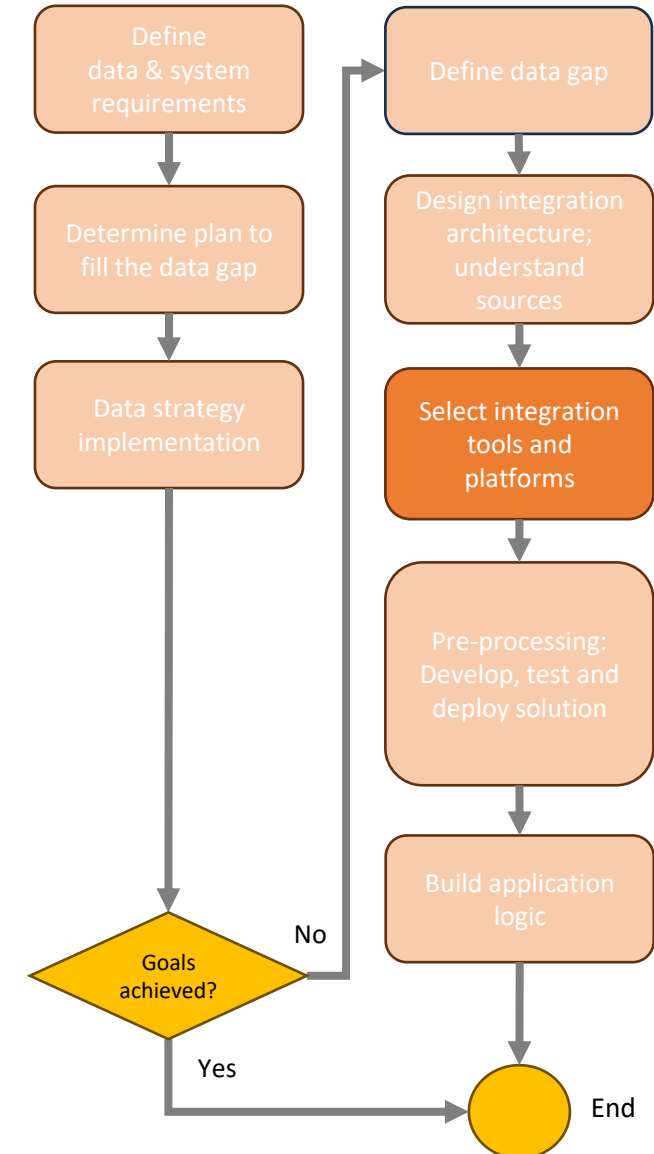 Define
data & system
requirements
Determine plan to
fill the data gap
Data strategy
implementation
Goals
achieved?
No
Yes
Define data gap
Design integration
architecture;
understand
sources
Select integration
tools and
platforms
Pre-processing:
Develop, test and
deploy solution
Build application
logic
End